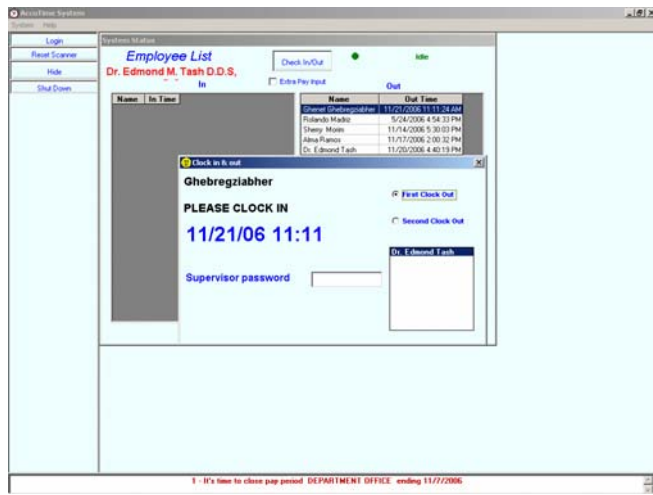 AccuTime System
System Help
Login
Reset Scanner
Hide
Shut Down
System Status
Employee List
Dr. Edmond M. Tash D.D.S,
Check In/Out
Idle
Extra Pay Input
In
Out
Name In Time
Name Out Time
Ghenet Ghebregziabher 11/21/2006 11:11:24 AM
Rolando Madriz 5/24/2006 4:54:33 PM
Sherry Morim 11/14/2006 5:30:03 PM
Alma Ramos 11/17/2006 2:00:32 PM
Dr. Edmond Tash 11/20/2006 4:40:19 PM
Clock in & out
Ghebregziabher
PLEASE CLOCK IN
11/21/06 11:11
First Clock Out
Second Clock Out
Dr. Edmond Tash
Supervisor password
1 - It's time to close pay period DEPARTMENT OFFICE ending 11/7/2006